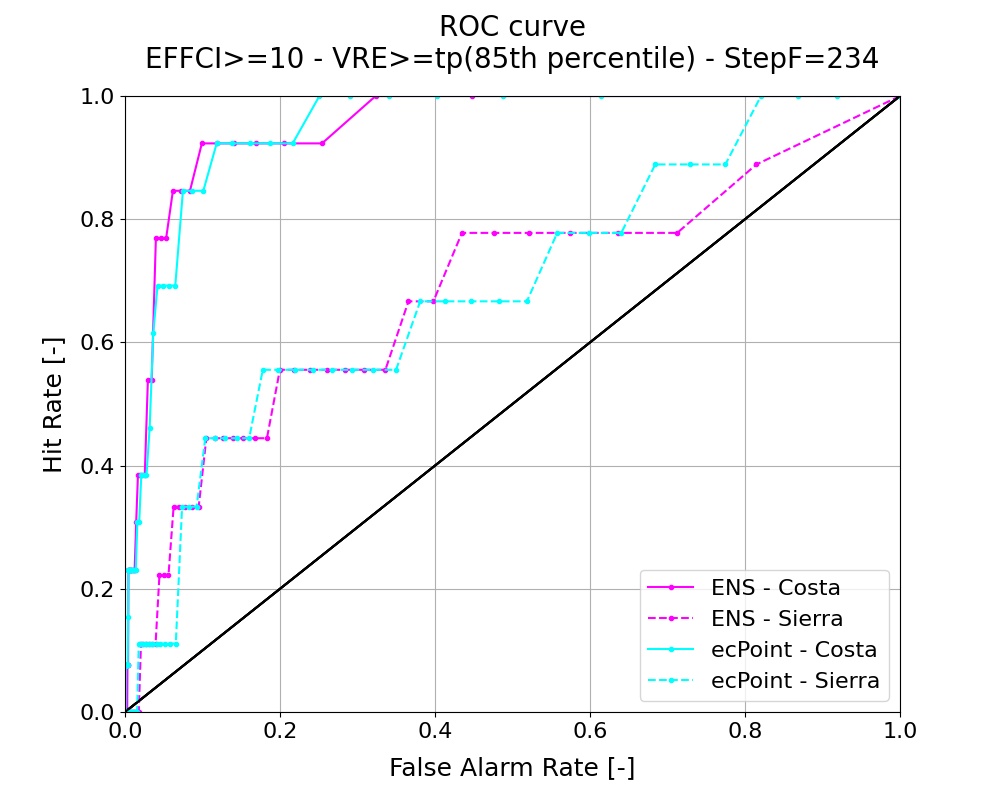 ROC curve
EFFCI>=10 - VRE>=tp(85th percentile) - StepF=234
1.0
0.8
0.6
0.4
0.2
0.0
Hit Rate [-]
ENS - Costa
ENS - Sierra
ecPoint - Costa
ecPoint - Sierra
0.0 0.2 0.4 0.6 0.8 1.0
False Alarm Rate [-]